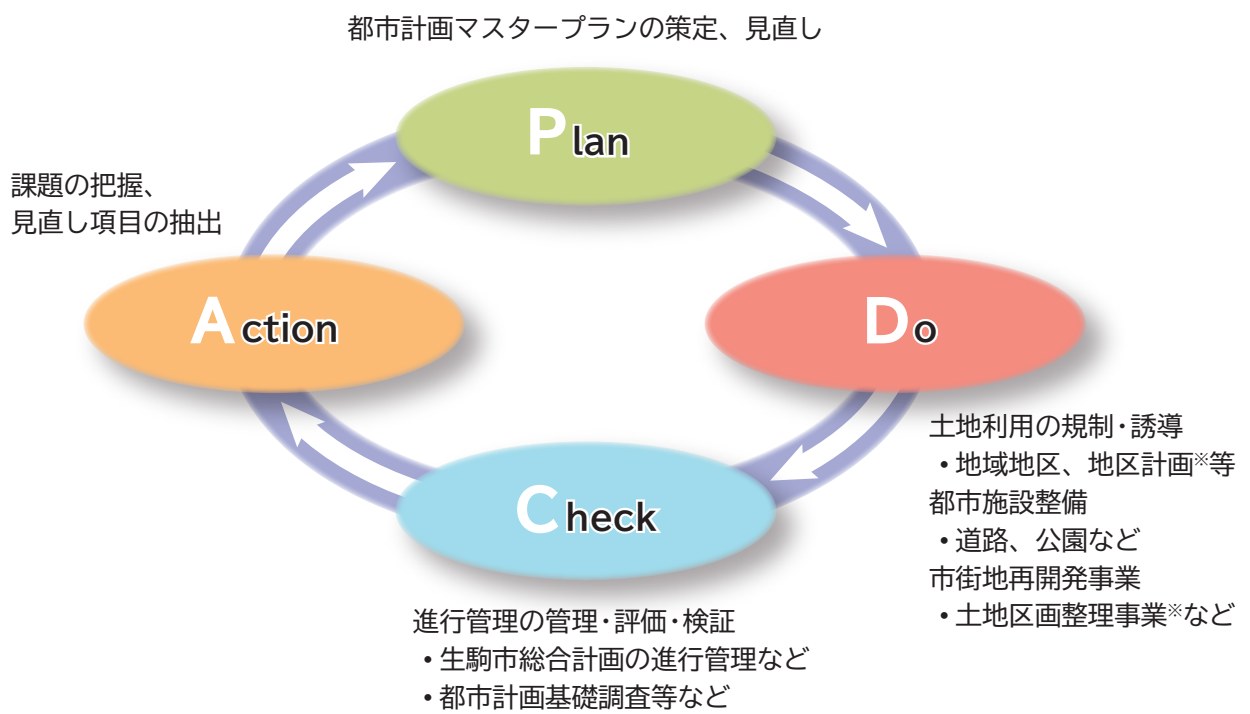 都市計画マスタープランの策定、見直し
Plan
課題の把握、
見直し項目の抽出
Action
Do
土地利用の規制・誘導
・地域地区、地区計画※等
都市施設整備
・道路、公園など
市街地再開発事業
・土地区画整理事業※など
Check
進行管理の管理・評価・検証
・生駒市総合計画の進行管理など
・都市計画基礎調査等など